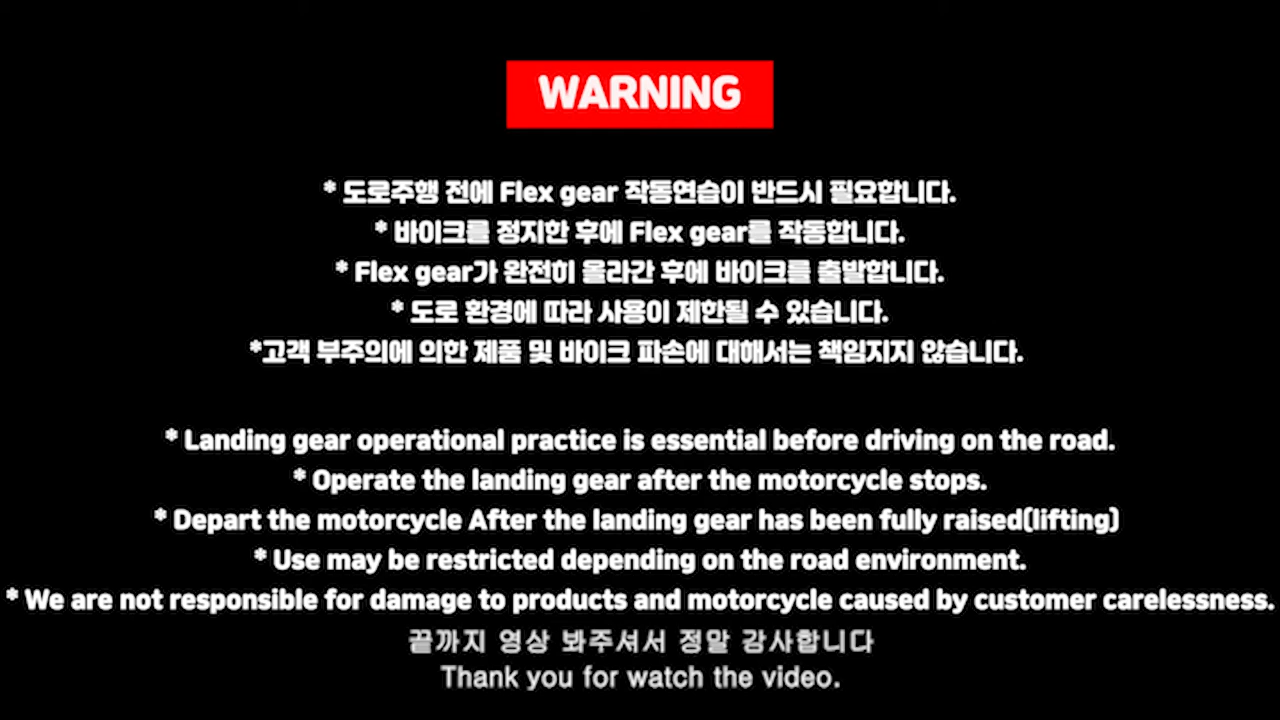 WARNING
* 도로주행 전에 Flex gear 작동연습이 반드시 필요합니다.
* 바이크를 정지한 후에 Flex gear를 작동합니다.
* Flex gear가 완전히 올라간 후에 바이크를 출발합니다.
* 도로 환경에 따라 사용이 제한될 수 있습니다.
*고객 부주의에 의한 제품 및 바이크 파손에 대해서는 책임지지 않습니다.
* Landing gear operational practice is essential before driving on the road.
* Operate the landing gear after the motorcycle stops.
* Depart the motorcycle After the landing gear has been fully raised(lifting)
* Use may be restricted depending on the road environment.
* We are not responsible for damage to products and motorcycle caused by customer carelessness.
끝까지 영상 봐주셔서 정말 감사합니다
Thank you for watch the video.